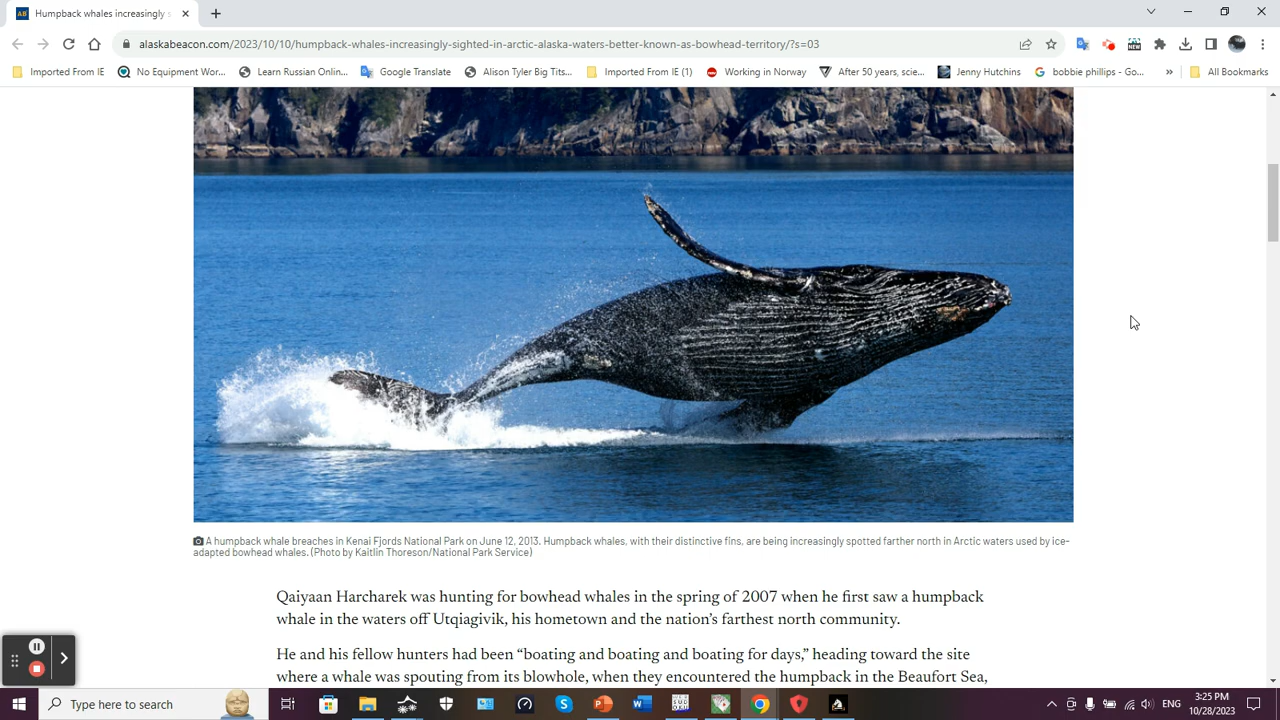 Humpback whales increasingly s
alaskabeacon.com/2023/10/10/humpback-whales-increasingly-sighted-in-arctic-alaska-waters-better-known-as-bowhead-territory/?s=03
Imported From IE
No Equipment Wor...
Learn Russian Online...
Google Translate
Alison Tyler Big Tits...
Imported From IE (1)
Working in Norway
After 50 years, scie...
Jenny Hutchins
bobbie phillips - Go...
»
All Bookmarks
A humpback whale breaches in Kenai Fjords National Park on June 12, 2013. Humpback whales, with their distinctive fins, are being increasingly spotted farther north in Arctic waters used by ice-
adapted bowhead whales. (Photo by Kaitlin Thoreson/National Park Service)
Qaiyaan Harcharek was hunting for bowhead whales in the spring of 2007 when he first saw a humpback
whale in the waters off Utqiagivik, his hometown and the nation’s farthest north community.
He and his fellow hunters had been “boating and boating and boating for days,” heading toward the site
where a whale was spouting from its blowhole, when they encountered the humpback in the Beaufort Sea,
Type here to search
ENG
3:25 PM
10/28/2023